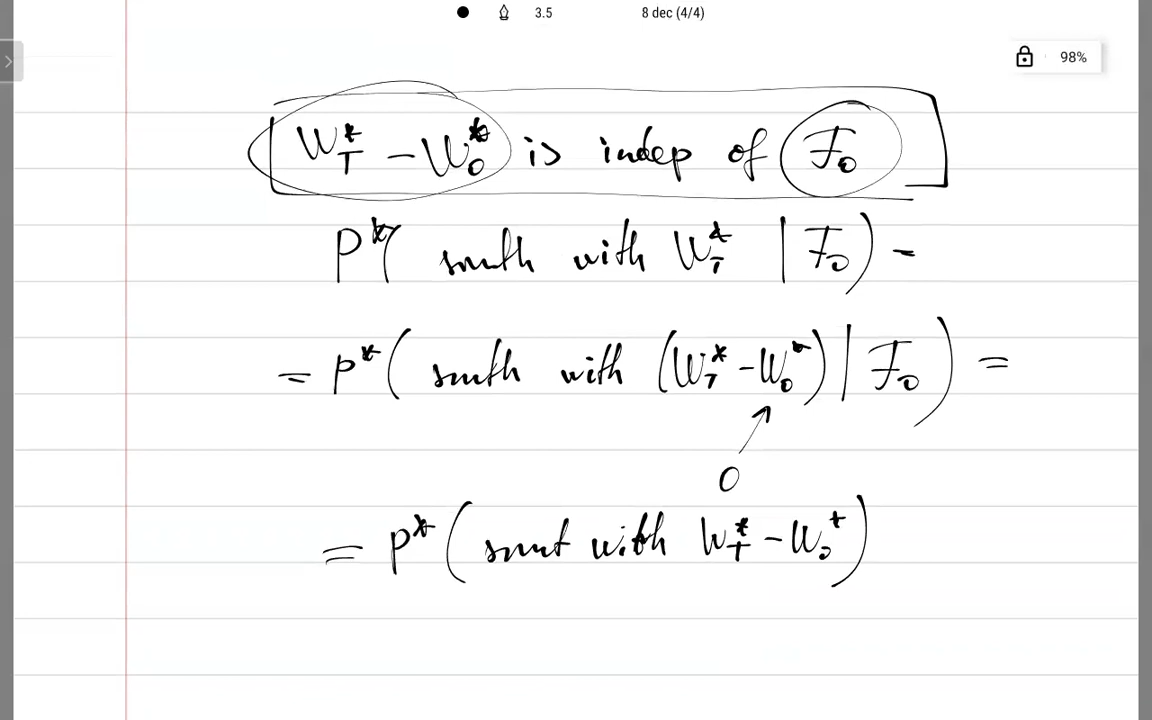 3.5 8 dec (4/4)
98%
W*_T - W*_0 is indep of F_0
P*( smth with W*_T | F_0) =
= P*( smth with (W*_T - W*_0) | F_0 ) =
0
= P*( smt with W*_T - W*_0 )